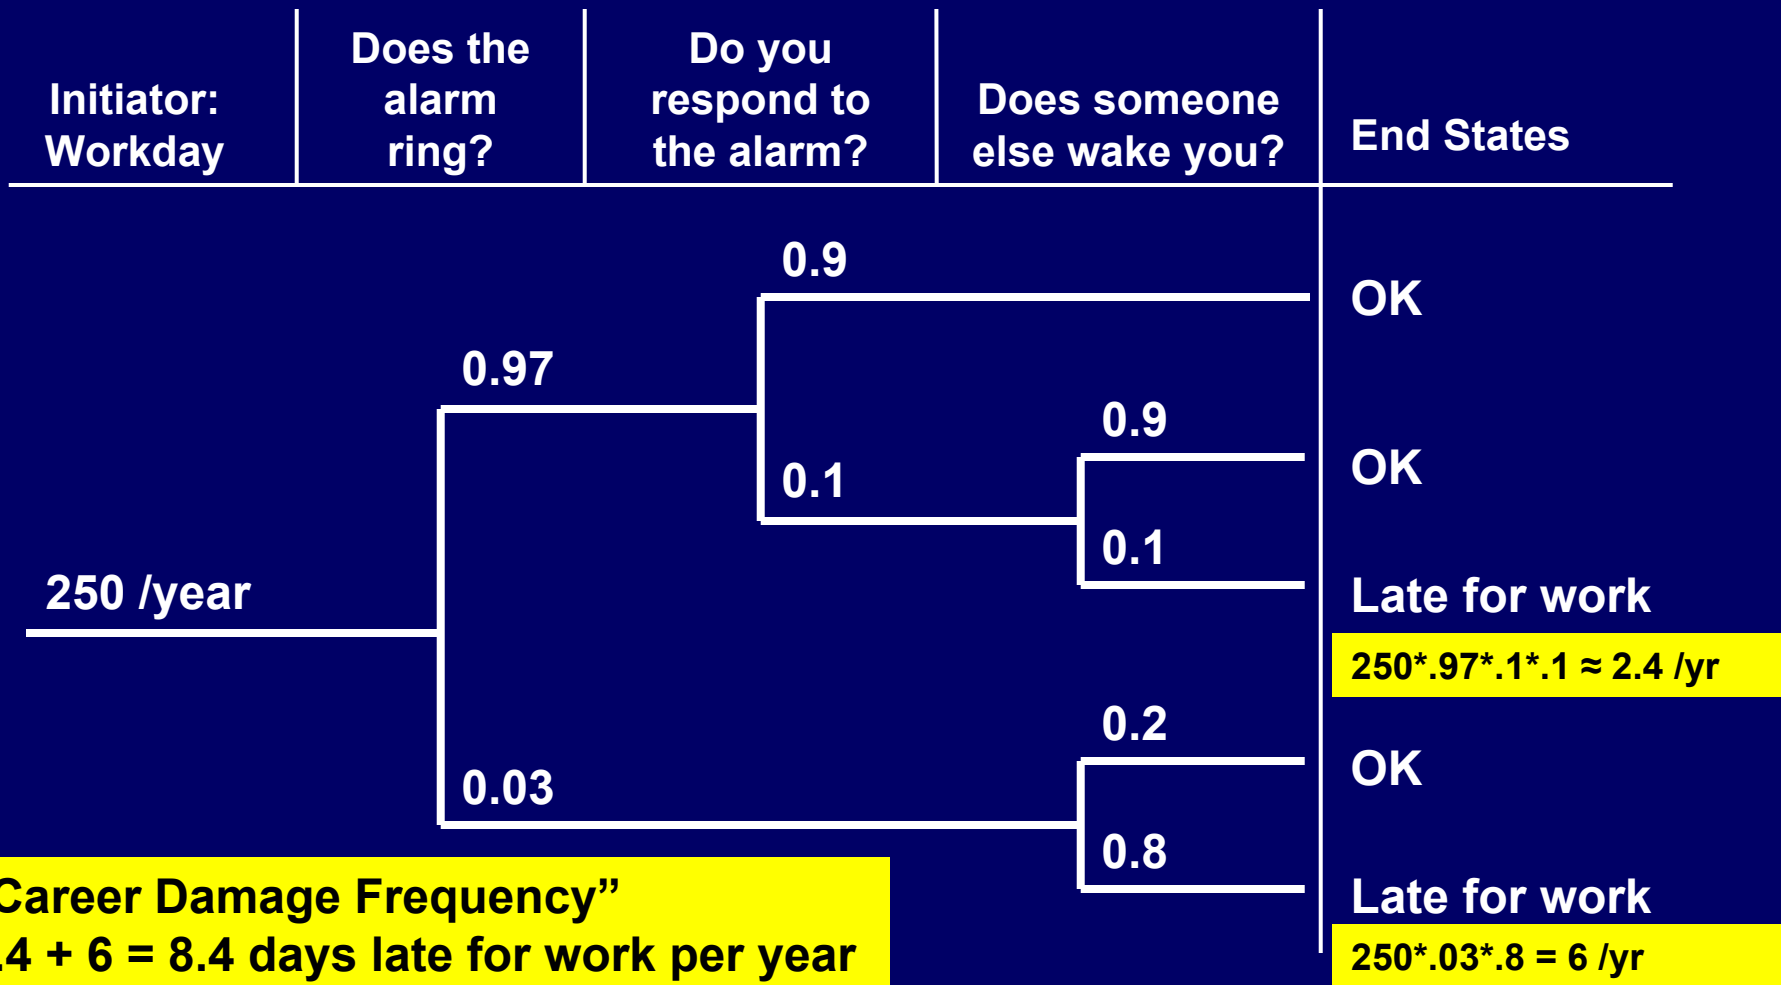 Initiator:
Workday
Does the
alarm
ring?
Do you
respond to
the alarm?
Does someone
else wake you?
End States
0.9
OK
0.97
0.9
OK
0.1
0.1
250 /year
Late for work
250*.97*.1*.1 ≈ 2.4 /yr
0.2
OK
0.03
0.8
Late for work
250*.03*.8 = 6 /yr
Career Damage Frequency”
.4 + 6 = 8.4 days late for work per year